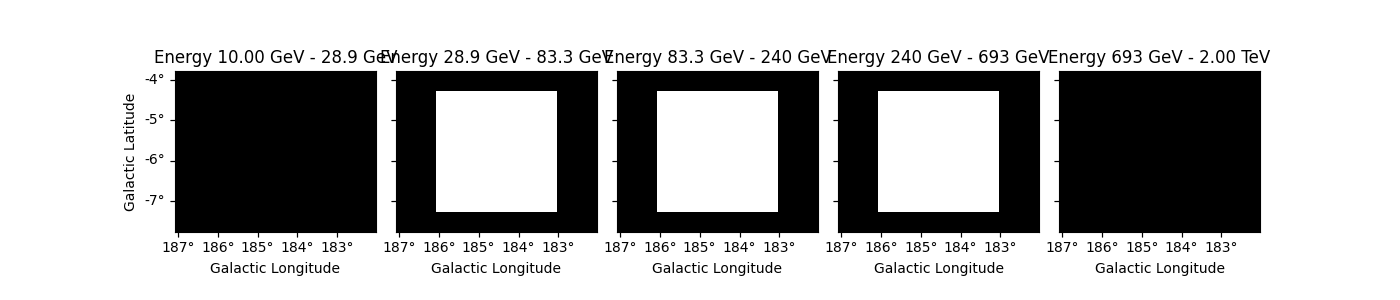 Energy 10.00 GeV - 28.9 GeV Energy 28.9 GeV - 83.3 GeV Energy 83.3 GeV - 240 GeV Energy 240 GeV - 693 GeV Energy 693 GeV - 2.00 TeV
Galactic Latitude
-4°
-5°
-6°
-7°
187° 186° 185° 184° 183° 187° 186° 185° 184° 183° 187° 186° 185° 184° 183° 187° 186° 185° 184° 183° 187° 186° 185° 184° 183°
Galactic Longitude Galactic Longitude Galactic Longitude Galactic Longitude Galactic Longitude